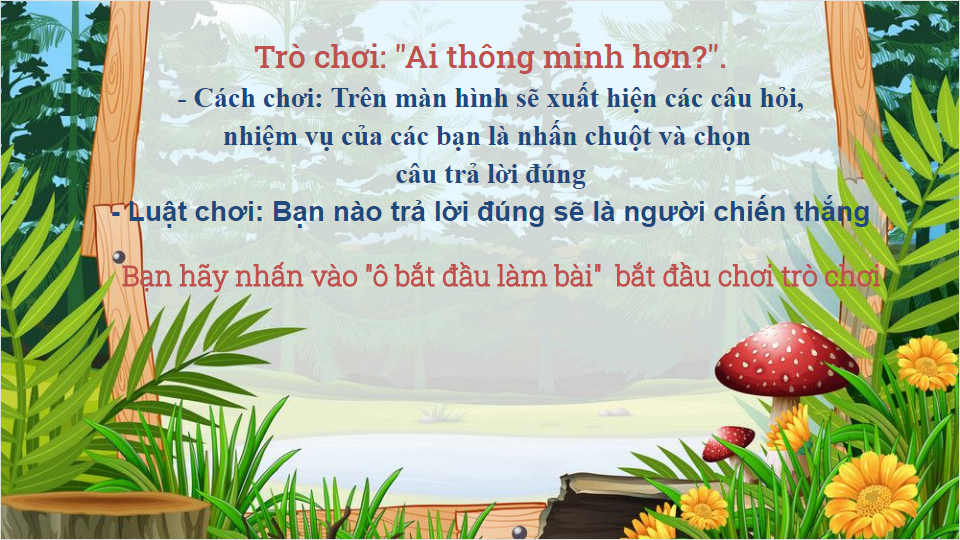 Trò chơi: "Ai thông minh hơn?".
- Cách chơi: Trên màn hình sẽ xuất hiện các câu hỏi,
nhiệm vụ của các bạn là nhấn chuột và chọn
câu trả lời đúng
- Luật chơi: Bạn nào trả lời đúng sẽ là người chiến thắng
Bạn hãy nhấn vào "ô bắt đầu làm bài" bắt đầu chơi trò chơi